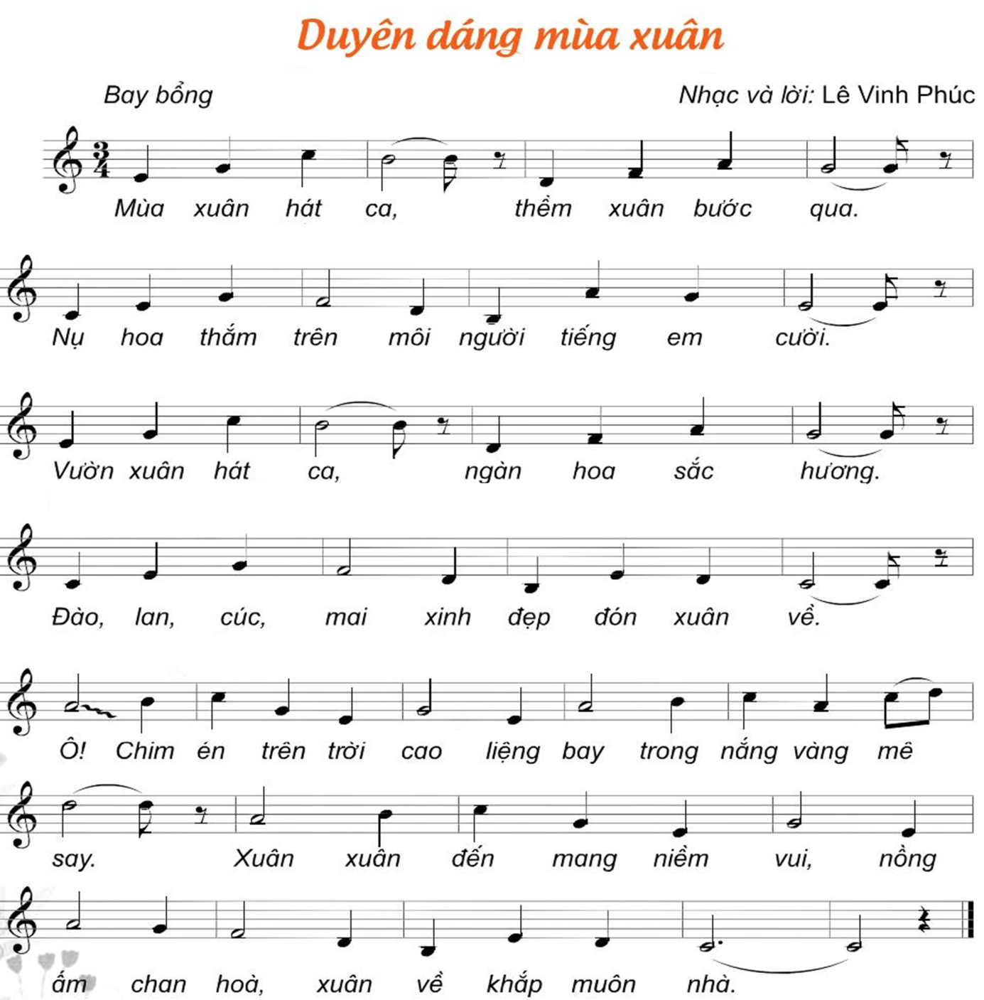 Duyên dáng mùa xuân
Bay bổng
Nhạc và lời: Lê Vinh Phúc
3
4
Mùa xuân hát ca, thềm xuân bước qua.
Nụ hoa thắm trên môi người tiếng em cười.
Vườn xuân hát ca, ngàn hoa sắc hương.
Đào, lan, cúc, mai xinh đẹp đón xuân về.
Ô! Chim én trên trời cao liệng bay trong nắng vàng mê
say. Xuân xuân đến mang niềm vui, nồng
ấm chan hoà, xuân về khắp muôn nhà.